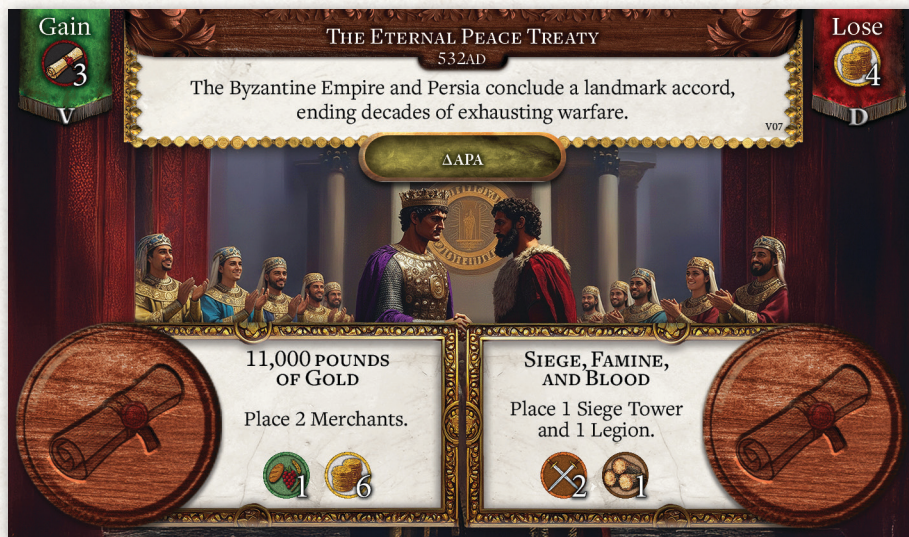 Gain
3
V
THE ETERNAL PEACE TREATY
532AD
The Byzantine Empire and Persia conclude a landmark accord,
ending decades of exhausting warfare.
V07
Lose
4
D
ΔΑΡΑ
11,000 POUNDS
OF GOLD
Place 2 Merchants.
1
6
SIEGE, FAMINE,
AND BLOOD
Place 1 Siege Tower
and 1 Legion.
2
1